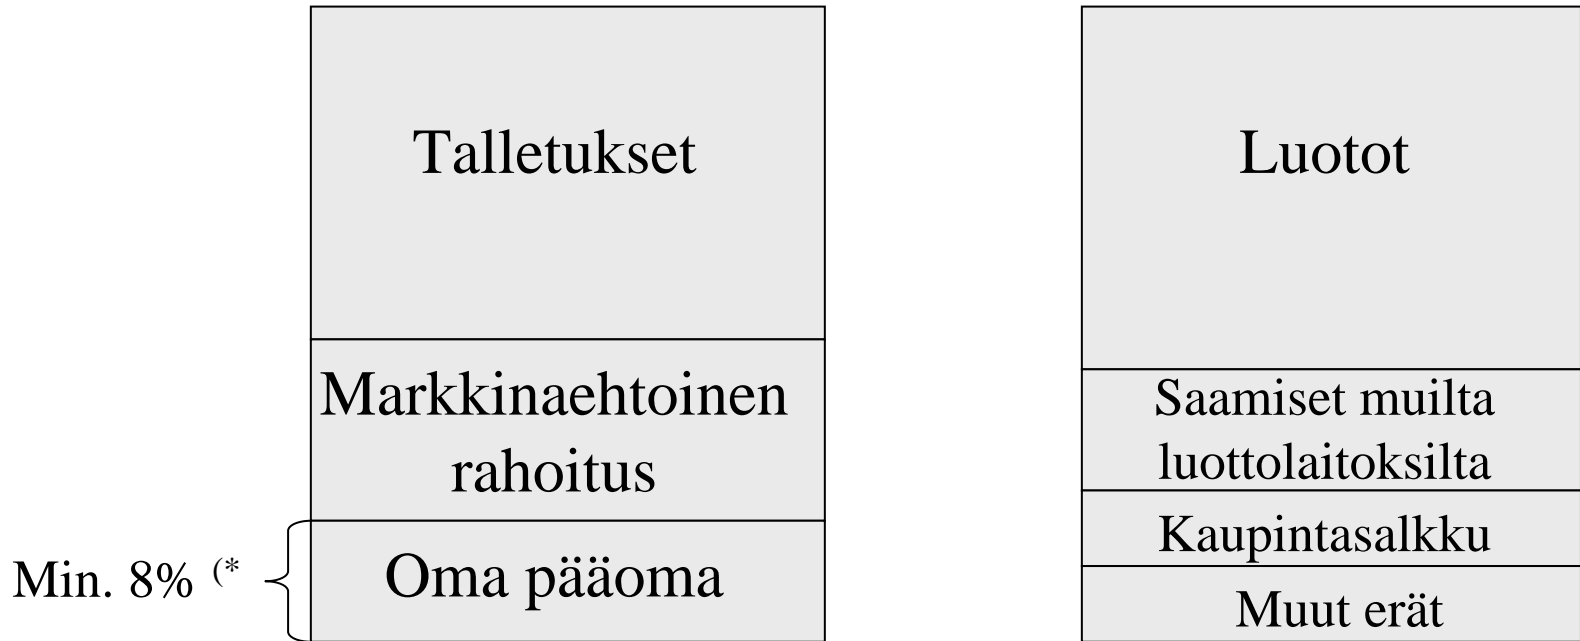 Talletukset
Markkinaehtoinen
rahoitus
Min. 8% (*
Oma pääoma
Luotot
Saamiset muilta
luottolaitoksilta
Kaupintasalkku
Muut erät